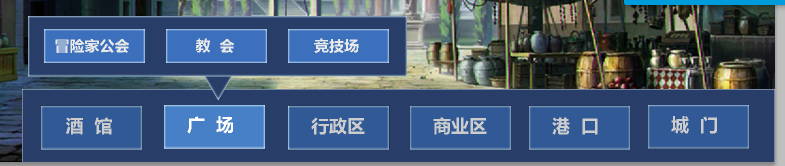 冒险家公会 教 会 竞技场
酒 馆 广 场 行政区 商业区 港 口 城 门